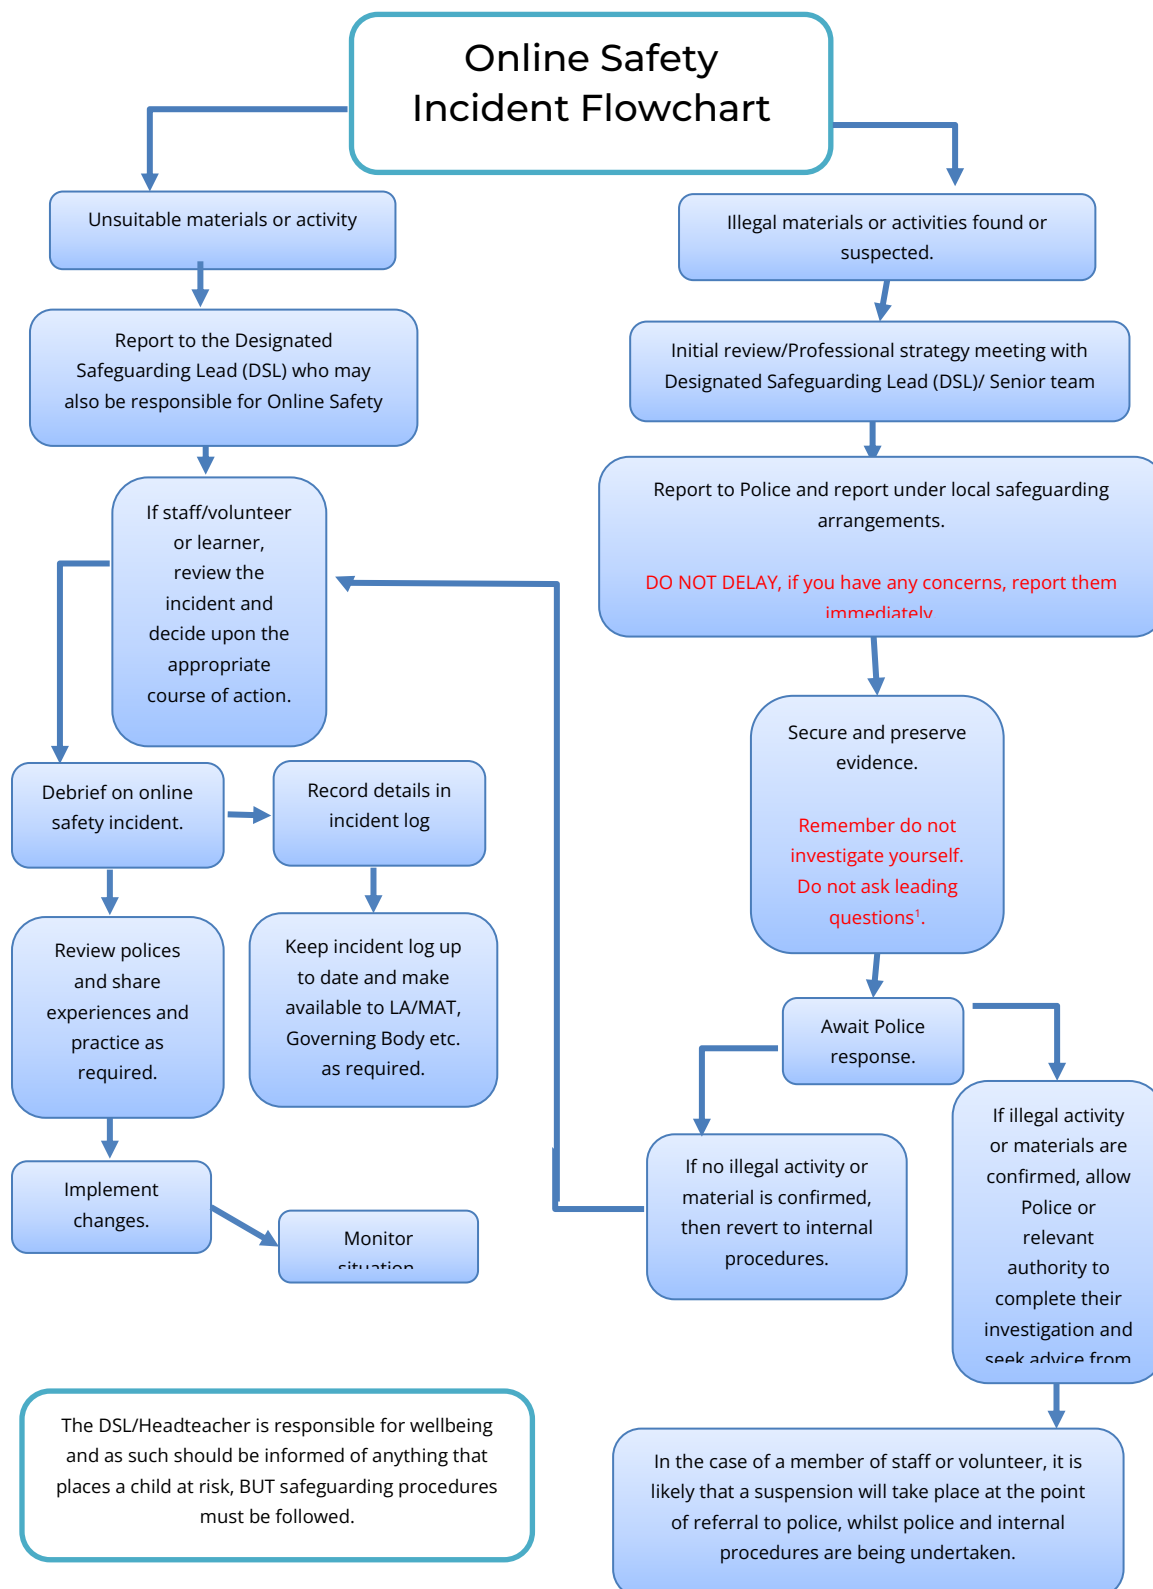 Online Safety
Incident Flowchart
Unsuitable materials or activity
Report to the Designated
Safeguarding Lead (DSL) who may
also be responsible for Online Safety
If staff/volunteer
or learner,
review the
incident and
decide upon the
appropriate
course of action.
Debrief on online
safety incident.
Record details in
incident log
Review polices
and share
experiences and
practice as
required.
Keep incident log up
to date and make
available to LA/MAT,
Governing Body etc.
as required.
Implement
changes.
Monitor
situation
Illegal materials or activities found or
suspected.
Initial review/Professional strategy meeting with
Designated Safeguarding Lead (DSL)/ Senior team
Report to Police and report under local safeguarding
arrangements.
DO NOT DELAY, if you have any concerns, report them
immediately
Secure and preserve
evidence.
Remember do not
investigate yourself.
Do not ask leading
questions¹.
Await Police
response.
If no illegal activity or
material is confirmed,
then revert to internal
procedures.
If illegal activity
or materials are
confirmed, allow
Police or
relevant
authority to
complete their
investigation and
seek advice from
In the case of a member of staff or volunteer, it is
likely that a suspension will take place at the point
of referral to police, whilst police and internal
procedures are being undertaken.
The DSL/Headteacher is responsible for wellbeing
and as such should be informed of anything that
places a child at risk, BUT safeguarding procedures
must be followed.